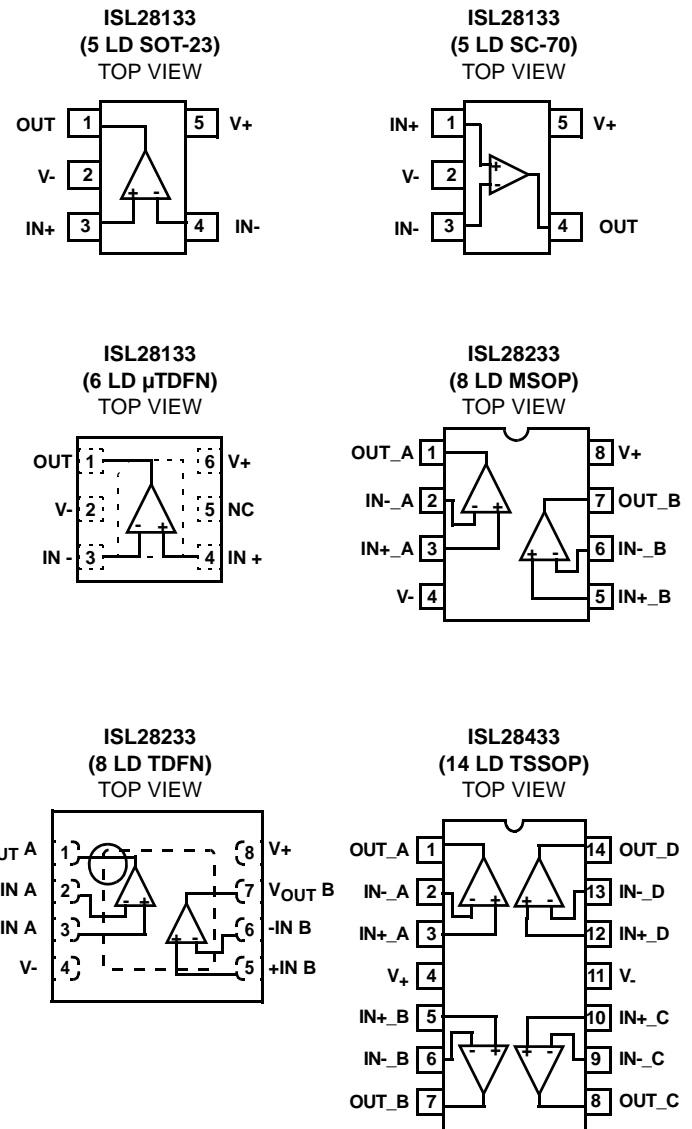 ISL28133
(5 LD SOT-23)
TOP VIEW
OUT 1 5 V+
V- 2
+ -
IN+ 3 4 IN-
ISL28133
(5 LD SC-70)
TOP VIEW
IN+ 1 5 V+
+
V- 2
-
IN- 3 4 OUT
ISL28133
(6 LD µTDFN)
TOP VIEW
OUT 1 6 V+
V- 2 5 NC
- +
IN - 3 4 IN +
ISL28233
(8 LD MSOP)
TOP VIEW
OUT_A 1 8 V+
IN-_A 2 - + 7 OUT_B
IN+_A 3 + - 6 IN-_B
V- 4 5 IN+_B
ISL28233
(8 LD TDFN)
TOP VIEW
UT A 1 8 V+
IN A 2 - + 7 VOUT B
IN A 3 + - 6 -IN B
V- 4 5 +IN B
ISL28433
(14 LD TSSOP)
TOP VIEW
OUT_A 1 14 OUT_D
IN-_A 2 - + + - 13 IN-_D
IN+_A 3 12 IN+_D
V+ 4 11 V-
IN+_B 5 10 IN+_C
IN-_B 6 - + + - 9 IN-_C
OUT_B 7 8 OUT_C